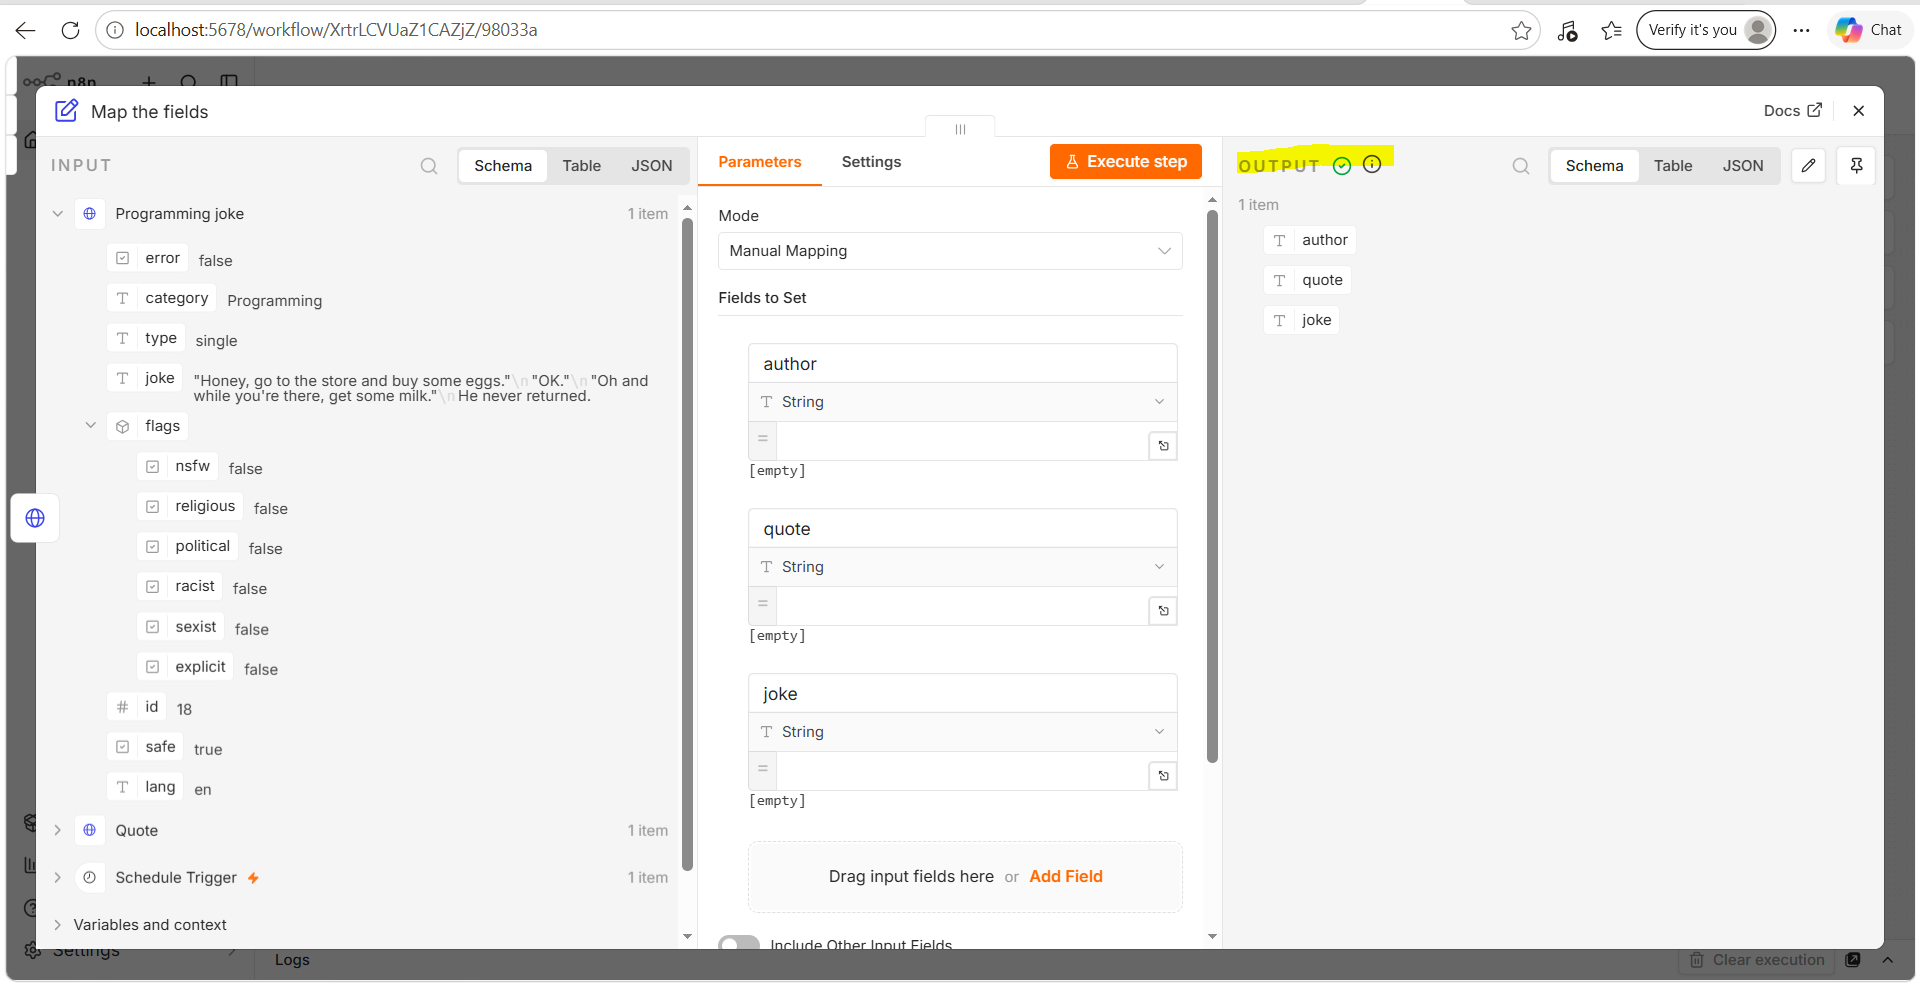 localhost:5678/workflow/XrtrLCVUaZ1CAZjZ/98033a
Verify it's you
Chat
n8n
Map the fields
Docs
INPUT
Schema
Table
JSON
Programming joke
1 item
error
false
category
Programming
type
single
joke
"Honey, go to the store and buy some eggs."\n"OK."\n"Oh and
while you're there, get some milk."\nHe never returned.
flags
nsfw
false
religious
false
political
false
racist
false
sexist
false
explicit
false
id
18
safe
true
lang
en
Quote
1 item
Schedule Trigger
1 item
Variables and context
Parameters
Settings
Execute step
Mode
Manual Mapping
Fields to Set
author
T String
=
[empty]
quote
T String
=
[empty]
joke
T String
=
[empty]
Drag input fields here or Add Field
Include Other Input Fields
OUTPUT
Schema
Table
JSON
1 item
T author
T quote
T joke
Settings
Logs
Clear execution